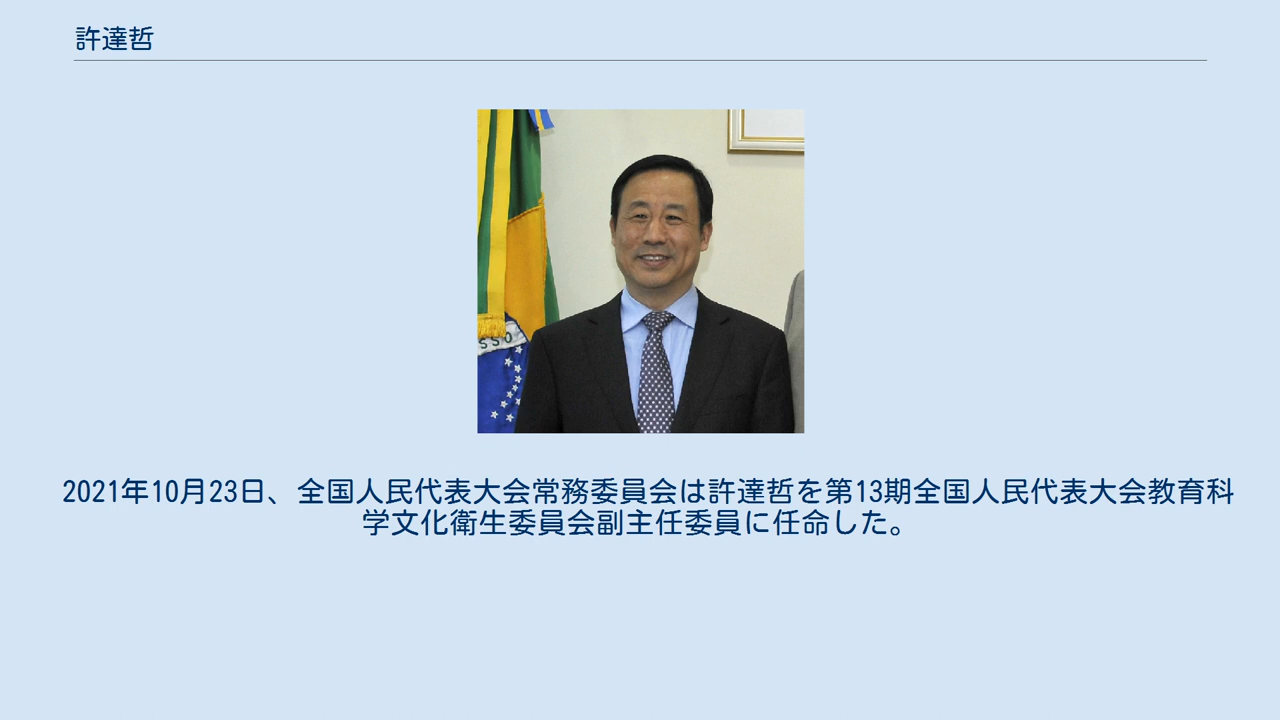 許達哲
SSO
2021年10月23日、全国人民代表大会常務委員会は許達哲を第13期全国人民代表大会教育科
学文化衛生委員会副主任委員に任命した。